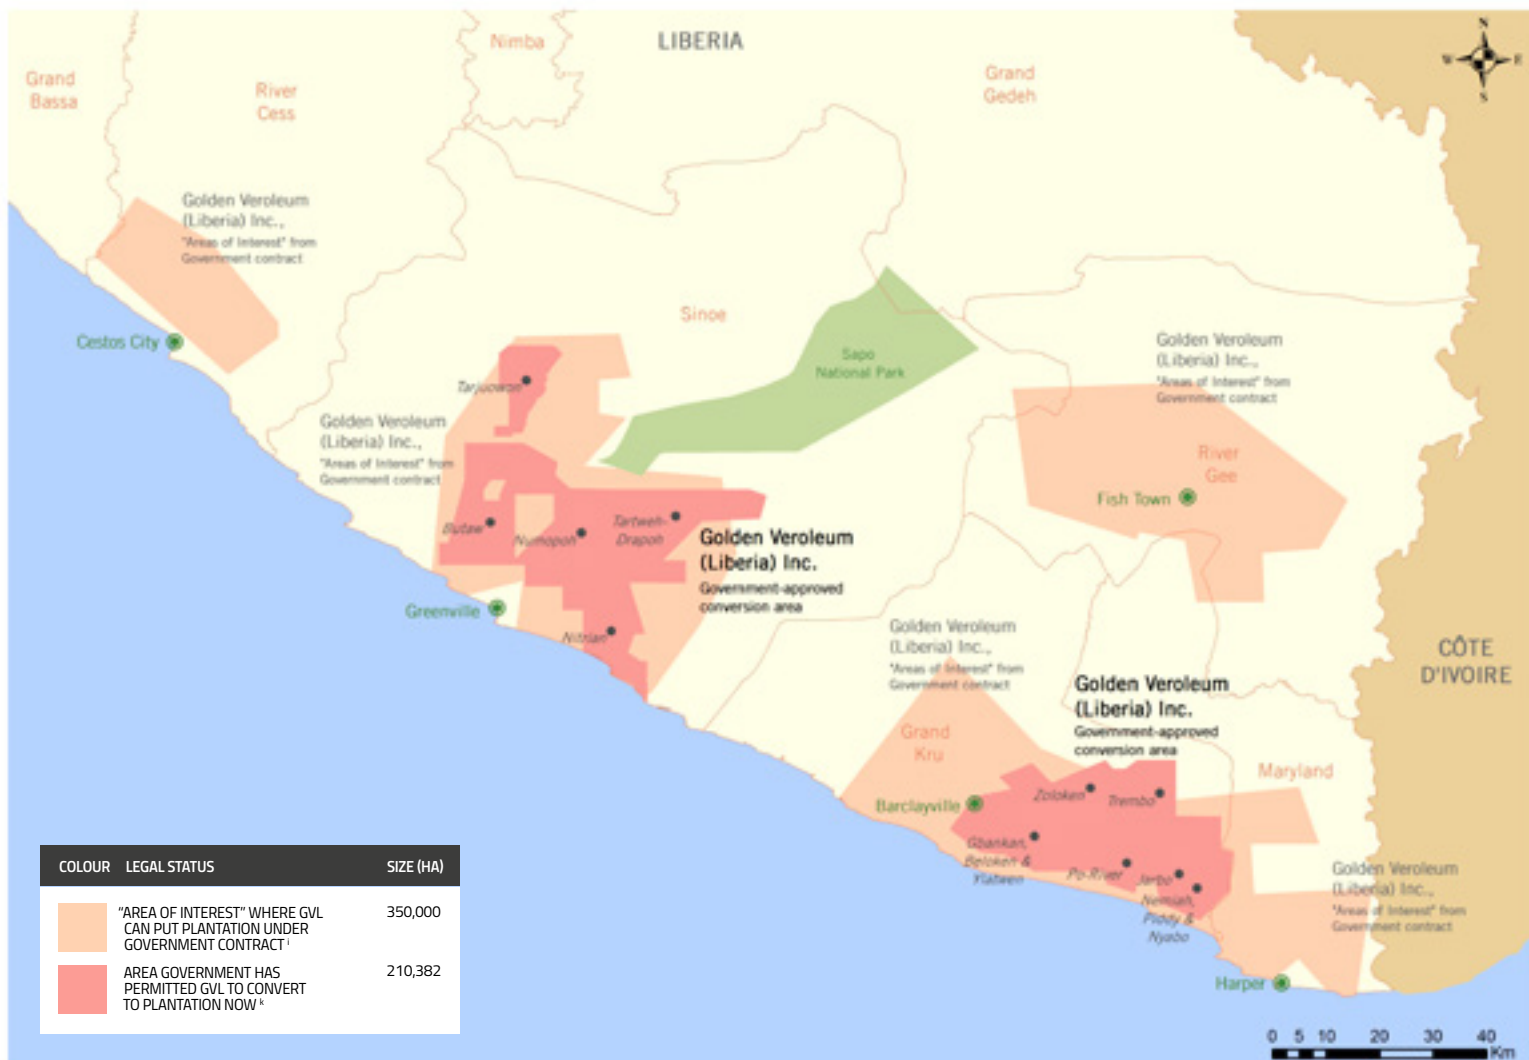 LIBERIA
Nimba
Grand
Bassa
River
Cess
Grand
Gedeh
N
W
E
S
Golden Veroleum
(Liberia) Inc.,
"Areas of Interest" from
Government contract
Cestos City
Sinoe
Sapo
National Park
Tarjuowon
Golden Veroleum
(Liberia) Inc.,
"Areas of Interest" from
Government contract
Golden Veroleum
(Liberia) Inc.,
"Areas of Interest" from
Government contract
River
Gee
Fish Town
Butaw
Numopoh
Tartweh-
Drapoh
Golden Veroleum
(Liberia) Inc.
Government-approved
conversion area
Greenville
Nitrian
Golden Veroleum
(Liberia) Inc.,
"Areas of Interest" from
Government contract
CÔTE
D'IVOIRE
Golden Veroleum
(Liberia) Inc.
Government-approved
conversion area
Grand
Kru
Maryland
Barclayville
Zoloken
Trembo
Gbankan,
Beloken &
Ylatwen
Po-River
Jarbo
Nemiah,
Piddy &
Nyabo
Golden Veroleum
(Liberia) Inc.,
"Areas of Interest" from
Government contract
Harper
COLOUR LEGAL STATUS SIZE (HA)
"AREA OF INTEREST" WHERE GVL 350,000
CAN PUT PLANTATION UNDER
GOVERNMENT CONTRACT i
AREA GOVERNMENT HAS 210,382
PERMITTED GVL TO CONVERT
TO PLANTATION NOW k
0 5 10 20 30 40
Km